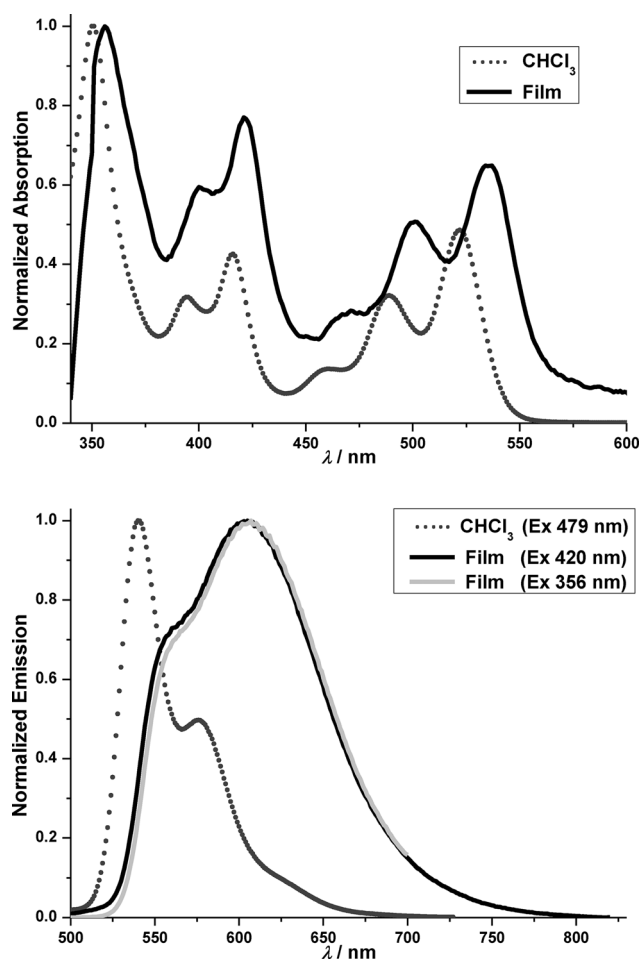 CHCl₃
Film
Normalized Absorption
1.0
0.8
0.6
0.4
0.2
0.0
350 400 450 500 550 600
λ / nm
CHCl₃ (Ex 479 nm)
Film (Ex 420 nm)
Film (Ex 356 nm)
Normalized Emission
1.0
0.8
0.6
0.4
0.2
0.0
500 550 600 650 700 750 800
λ / nm